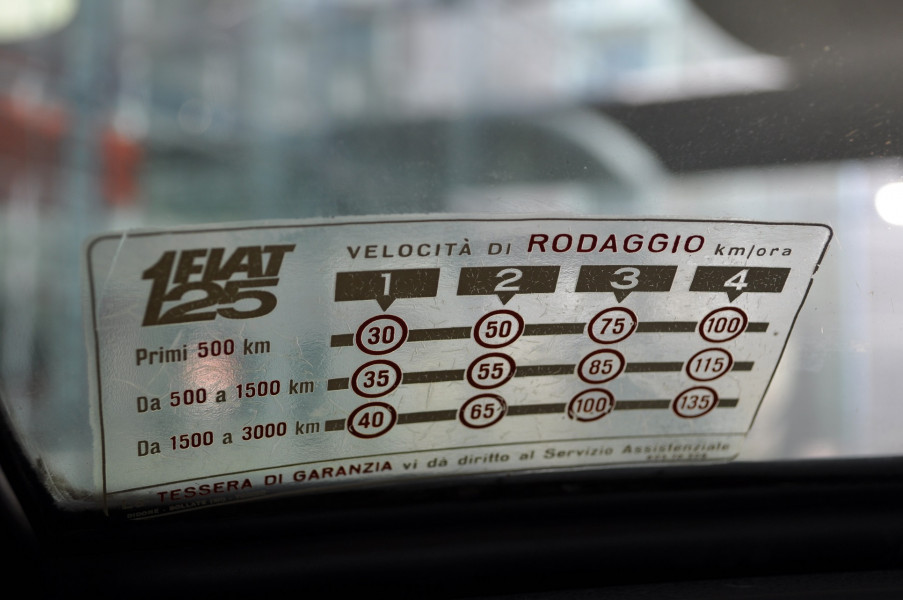 FIAT 125
VELOCITÀ DI RODAGGIO km/ora
1 2 3 4
Primi 500 km 30 50 75 100
Da 500 a 1500 km 35 55 85 115
Da 1500 a 3000 km 40 65 100 135
TESSERA DI GARANZIA vi dà diritto al Servizio Assistenziale